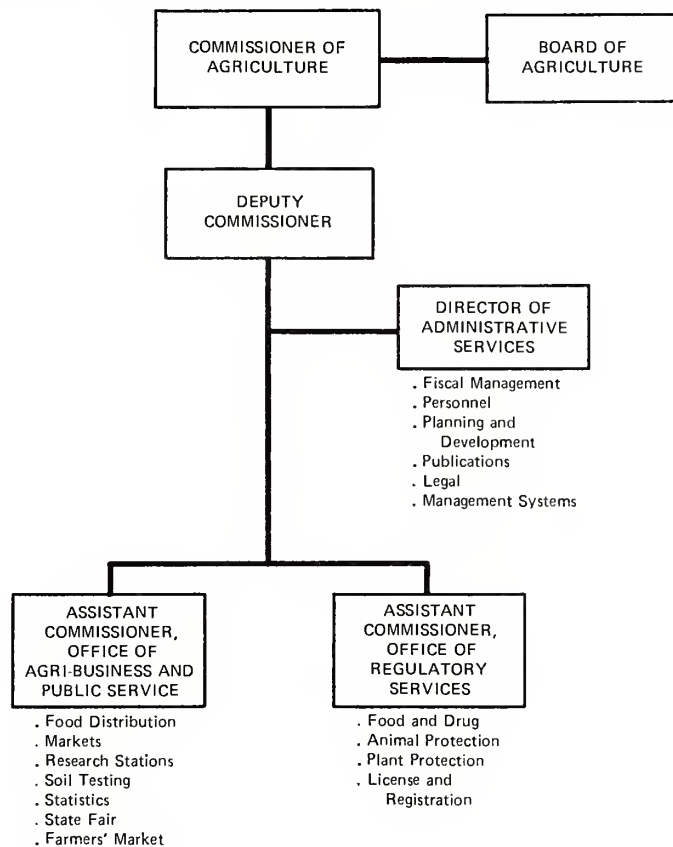 COMMISSIONER OF
AGRICULTURE
BOARD OF
AGRICULTURE
DEPUTY
COMMISSIONER
DIRECTOR OF
ADMINISTRATIVE
SERVICES
. Fiscal Management
. Personnel
. Planning and
Development
. Publications
. Legal
. Management Systems
ASSISTANT
COMMISSIONER,
OFFICE OF
AGRI-BUSINESS AND
PUBLIC SERVICE
. Food Distribution
. Markets
. Research Stations
. Soil Testing
. Statistics
. State Fair
. Farmers' Market
ASSISTANT
COMMISSIONER,
OFFICE OF
REGULATORY
SERVICES
. Food and Drug
. Animal Protection
. Plant Protection
. License and
Registration